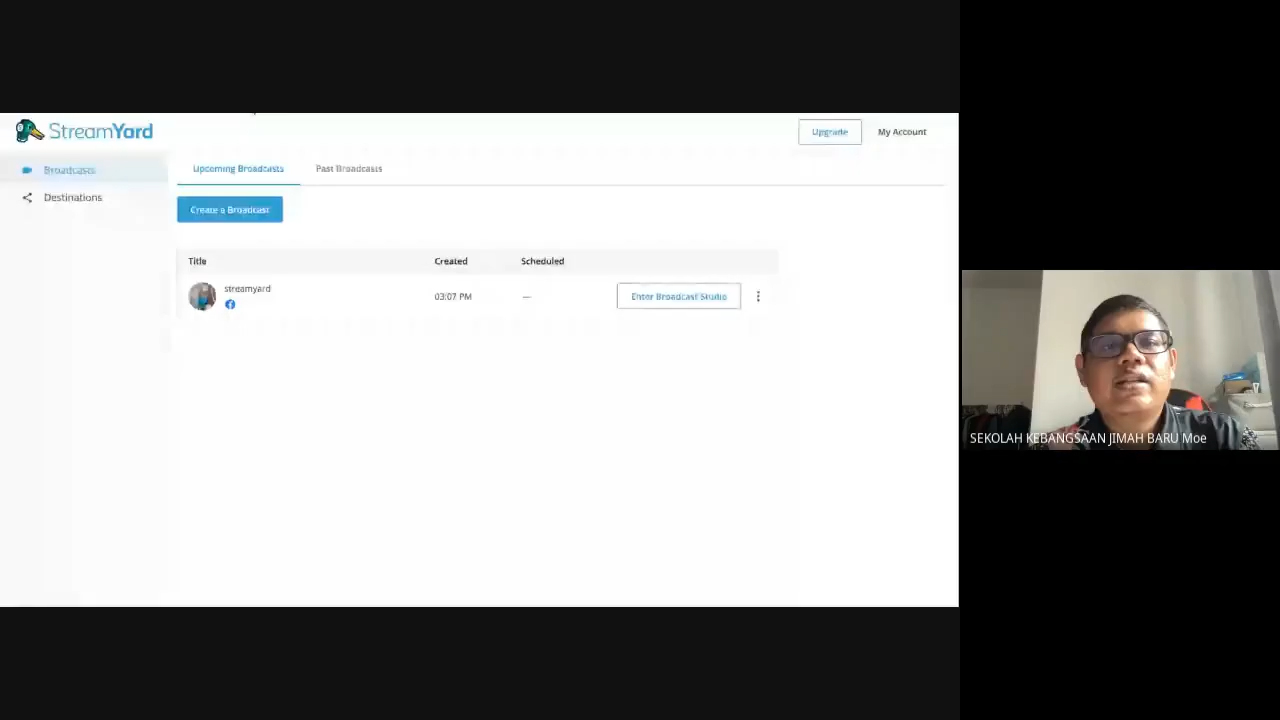 StreamYard
Upgrade
My Account
Broadcasts
Upcoming Broadcasts
Past Broadcasts
Destinations
Create a Broadcast
Title
Created
Scheduled
streamyard
03:07 PM
—
Enter Broadcast Studio
SEKOLAH KEBANGSAAN JIMAH BARU Moe